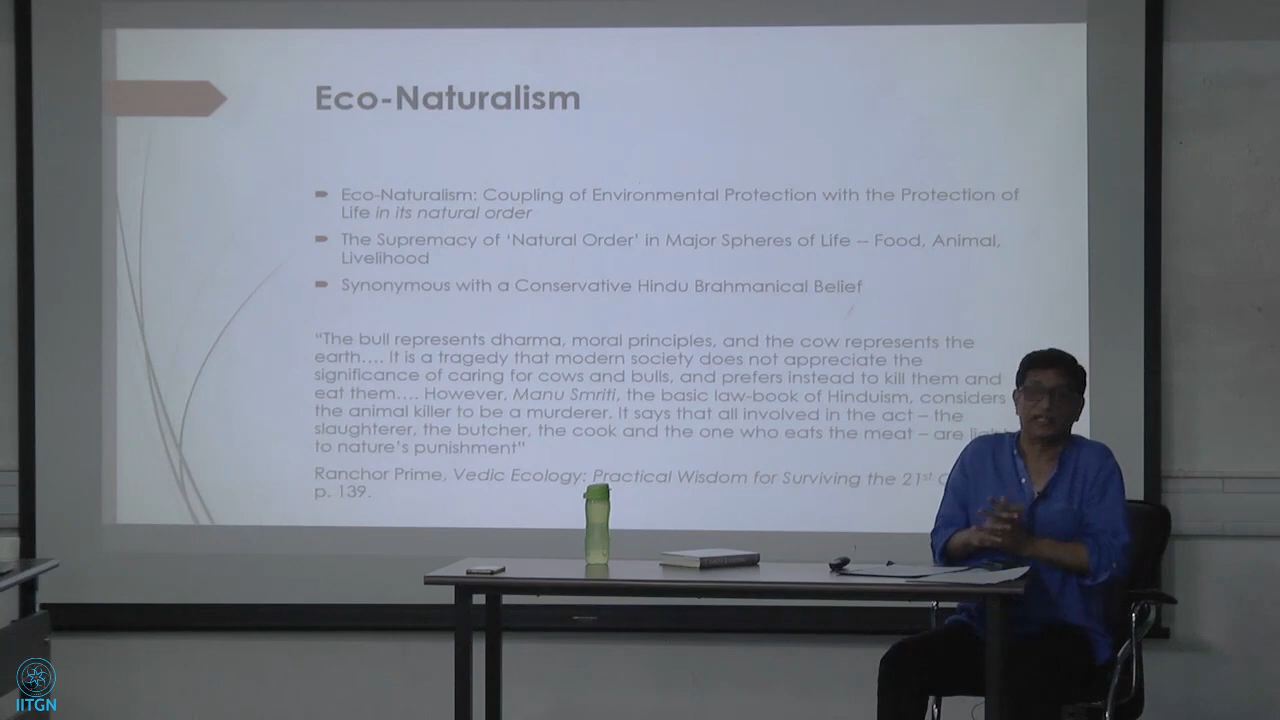 Eco-Naturalism
Eco-Naturalism: Coupling of Environmental Protection with the Protection of
Life in its natural order
The Supremacy of ‘Natural Order’ in Major Spheres of Life -- Food, Animal,
Livelihood
Synonymous with a Conservative Hindu Brahmanical Belief
“The bull represents dharma, moral principles, and the cow represents the
earth…. It is a tragedy that modern society does not appreciate the
significance of caring for cows and bulls, and prefers instead to kill them and
eat them…. However, Manu Smriti, the basic law-book of Hinduism, considers
the animal killer to be a murderer. It says that all involved in the act – the
slaughterer, the butcher, the cook and the one who eats the meat – are
to nature’s punishment”
Ranchor Prime, Vedic Ecology: Practical Wisdom for Surviving the 21st
p. 139.
IITGN